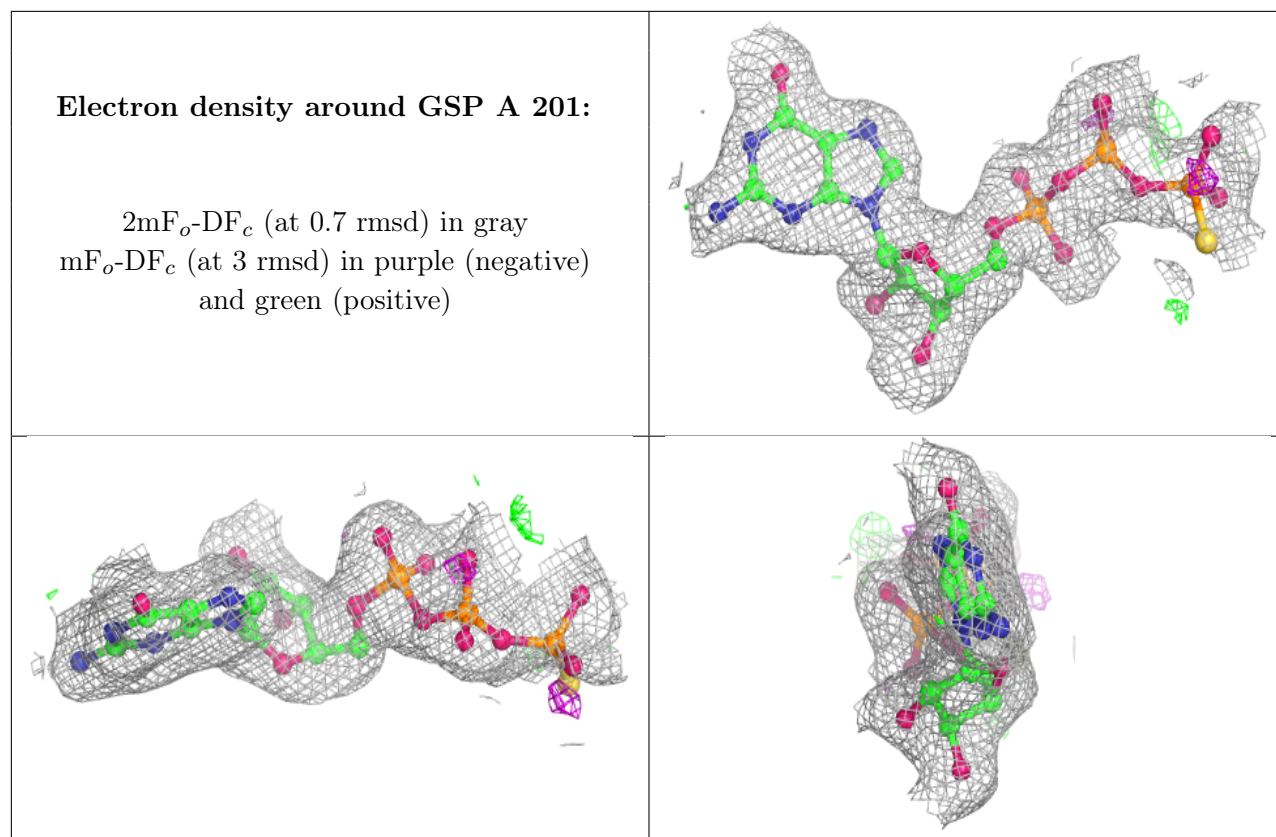 Electron density around GSP A 201:
2mFo-DFc (at 0.7 rmsd) in gray
mFo-DFc (at 3 rmsd) in purple (negative)
and green (positive)